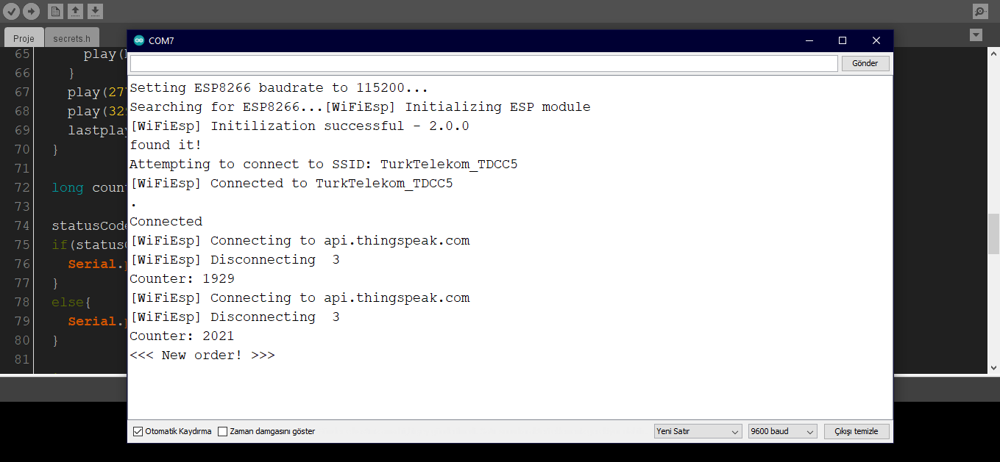 Proje
secrets.h
COM7
Gönder
65 play(
66 }
67 play(27
68 play(32
69 lastplay
70 }
71
72 long count
73
74 statusCode
75 if(status
76 Serial.
77 }
78 else{
79 Serial.
80 }
81
Setting ESP8266 baudrate to 115200...
Searching for ESP8266...[WiFiEsp] Initializing ESP module
[WiFiEsp] Initilization successful - 2.0.0
found it!
Attempting to connect to SSID: TurkTelekom_TDCC5
[WiFiEsp] Connected to TurkTelekom_TDCC5
.
Connected
[WiFiEsp] Connecting to api.thingspeak.com
[WiFiEsp] Disconnecting  3
Counter: 1929
[WiFiEsp] Connecting to api.thingspeak.com
[WiFiEsp] Disconnecting  3
Counter: 2021
<<< New order! >>>
Otomatik Kaydırma
Zaman damgasını göster
Yeni Satır
9600 baud
Çıkışı temizle